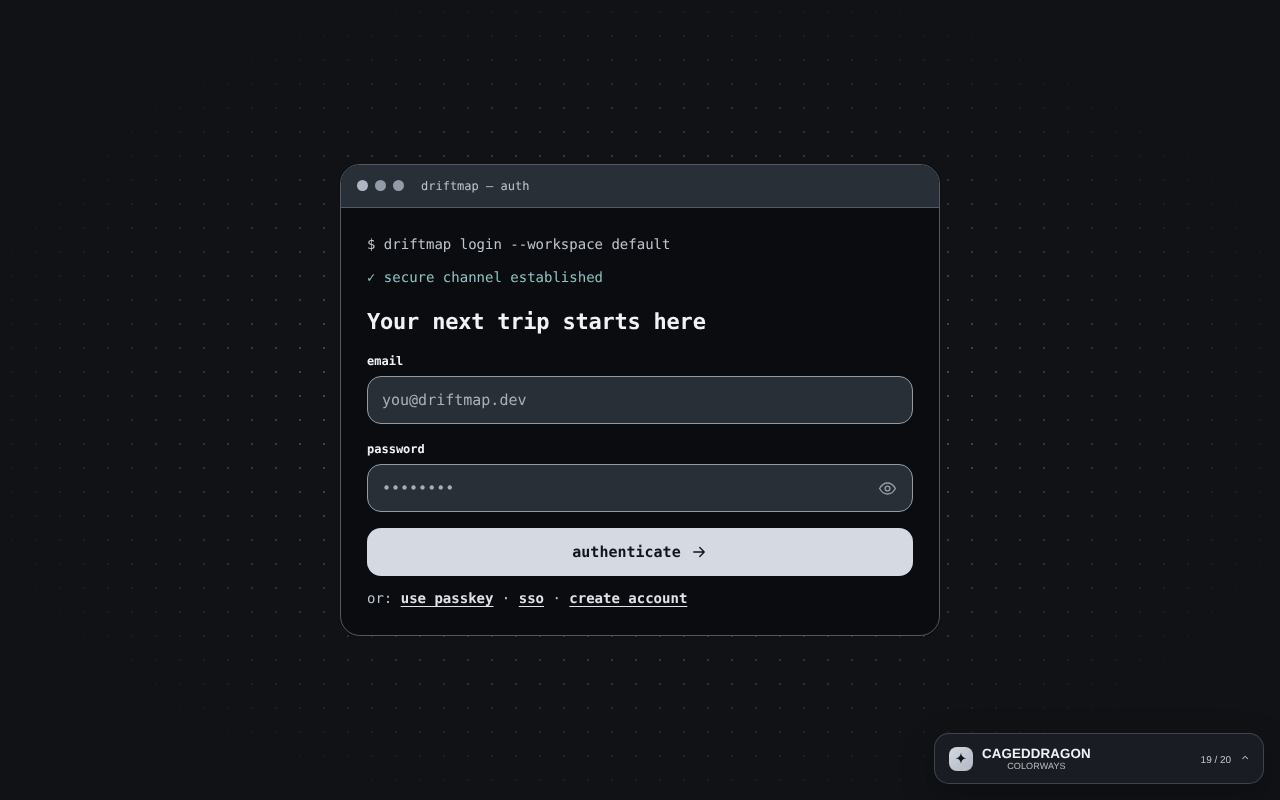 driftmap — auth
$ driftmap login --workspace default
✓ secure channel established
Your next trip starts here
email
you@driftmap.dev
password
••••••••
authenticate →
or: use passkey · sso · create account
CAGEDDRAGON
COLORWAYS
19 / 20